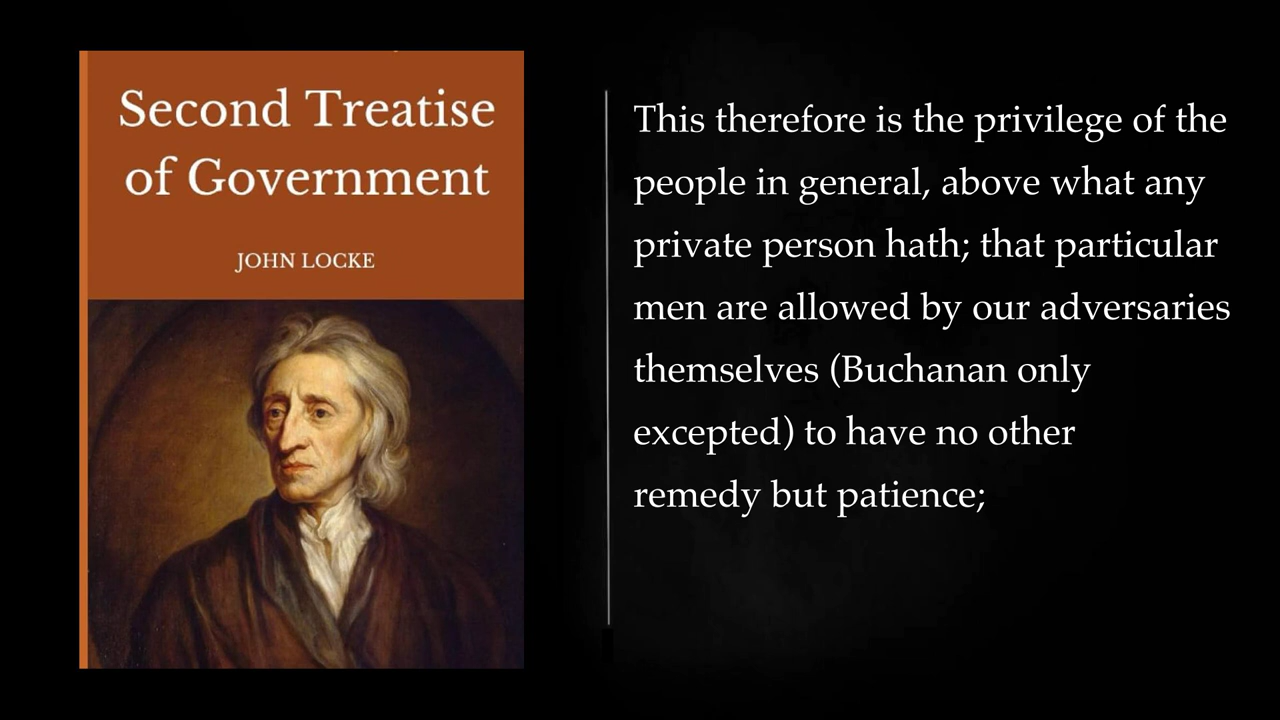 Second Treatise
of Government
JOHN LOCKE
This therefore is the privilege of the
people in general, above what any
private person hath; that particular
men are allowed by our adversaries
themselves (Buchanan only
excepted) to have no other
remedy but patience;